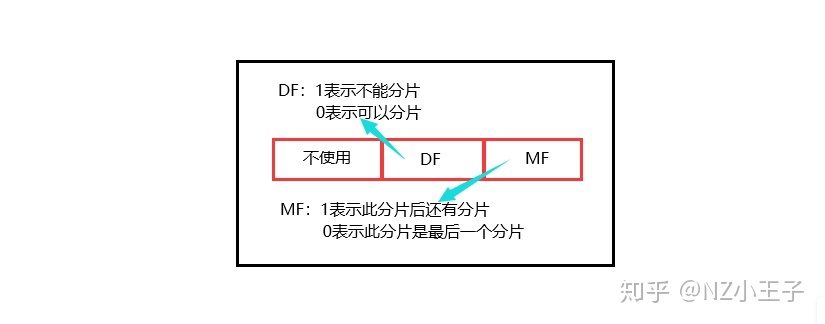 DF：1表示不能分片
0表示可以分片
不使用 DF MF
MF：1表示此分片后还有分片
0表示此分片是最后一个分片
知乎 @NZ小王子